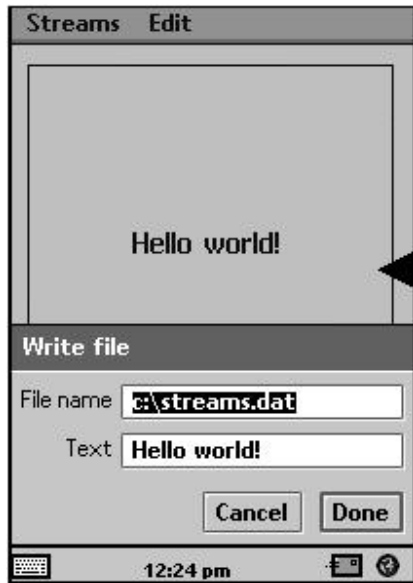 Streams Edit
Hello world!
Write file
File name c:\streams.dat
Text Hello world!
Cancel Done
12:24 pm